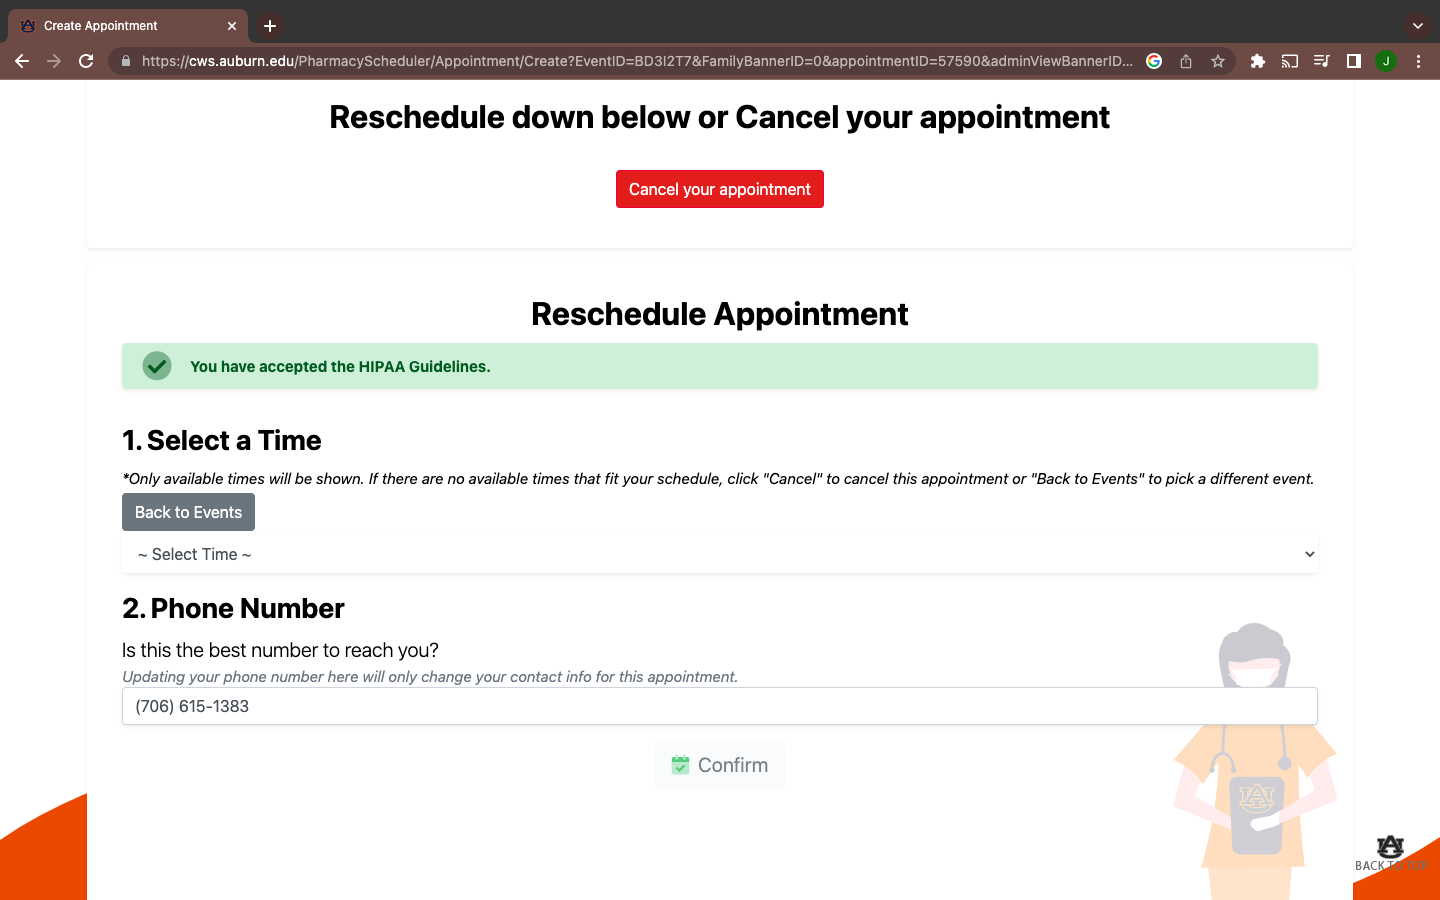 Create Appointment
https://cws.auburn.edu/PharmacyScheduler/Appointment/Create?EventID=BD3I2T7&FamilyBannerID=0&appointmentID=57590&adminViewBannerID...
J
Reschedule down below or Cancel your appointment
Cancel your appointment
Reschedule Appointment
You have accepted the HIPAA Guidelines.
1. Select a Time
*Only available times will be shown. If there are no available times that fit your schedule, click "Cancel" to cancel this appointment or "Back to Events" to pick a different event.
Back to Events
~ Select Time ~
2. Phone Number
Is this the best number to reach you?
Updating your phone number here will only change your contact info for this appointment.
(706) 615-1383
Confirm
BACK TO TOP